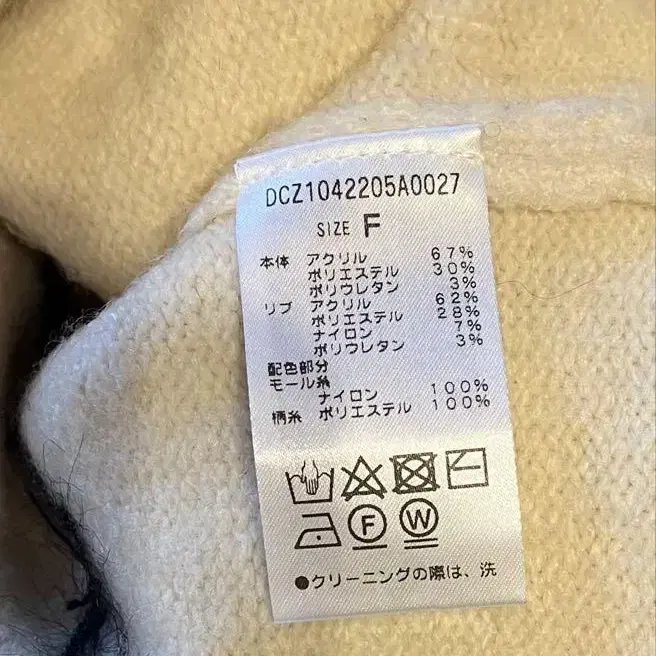 DCZ1042205A0027
SIZE F
本体 アクリル 67%
ポリエステル 30%
ポリウレタン 3%
リブ アクリル 62%
ポリエステル 28%
ナイロン 7%
ポリウレタン 3%
配色部分
モール糸
ナイロン 100%
柄糸 ポリエステル 100%
F W
●クリーニングの際は、洗